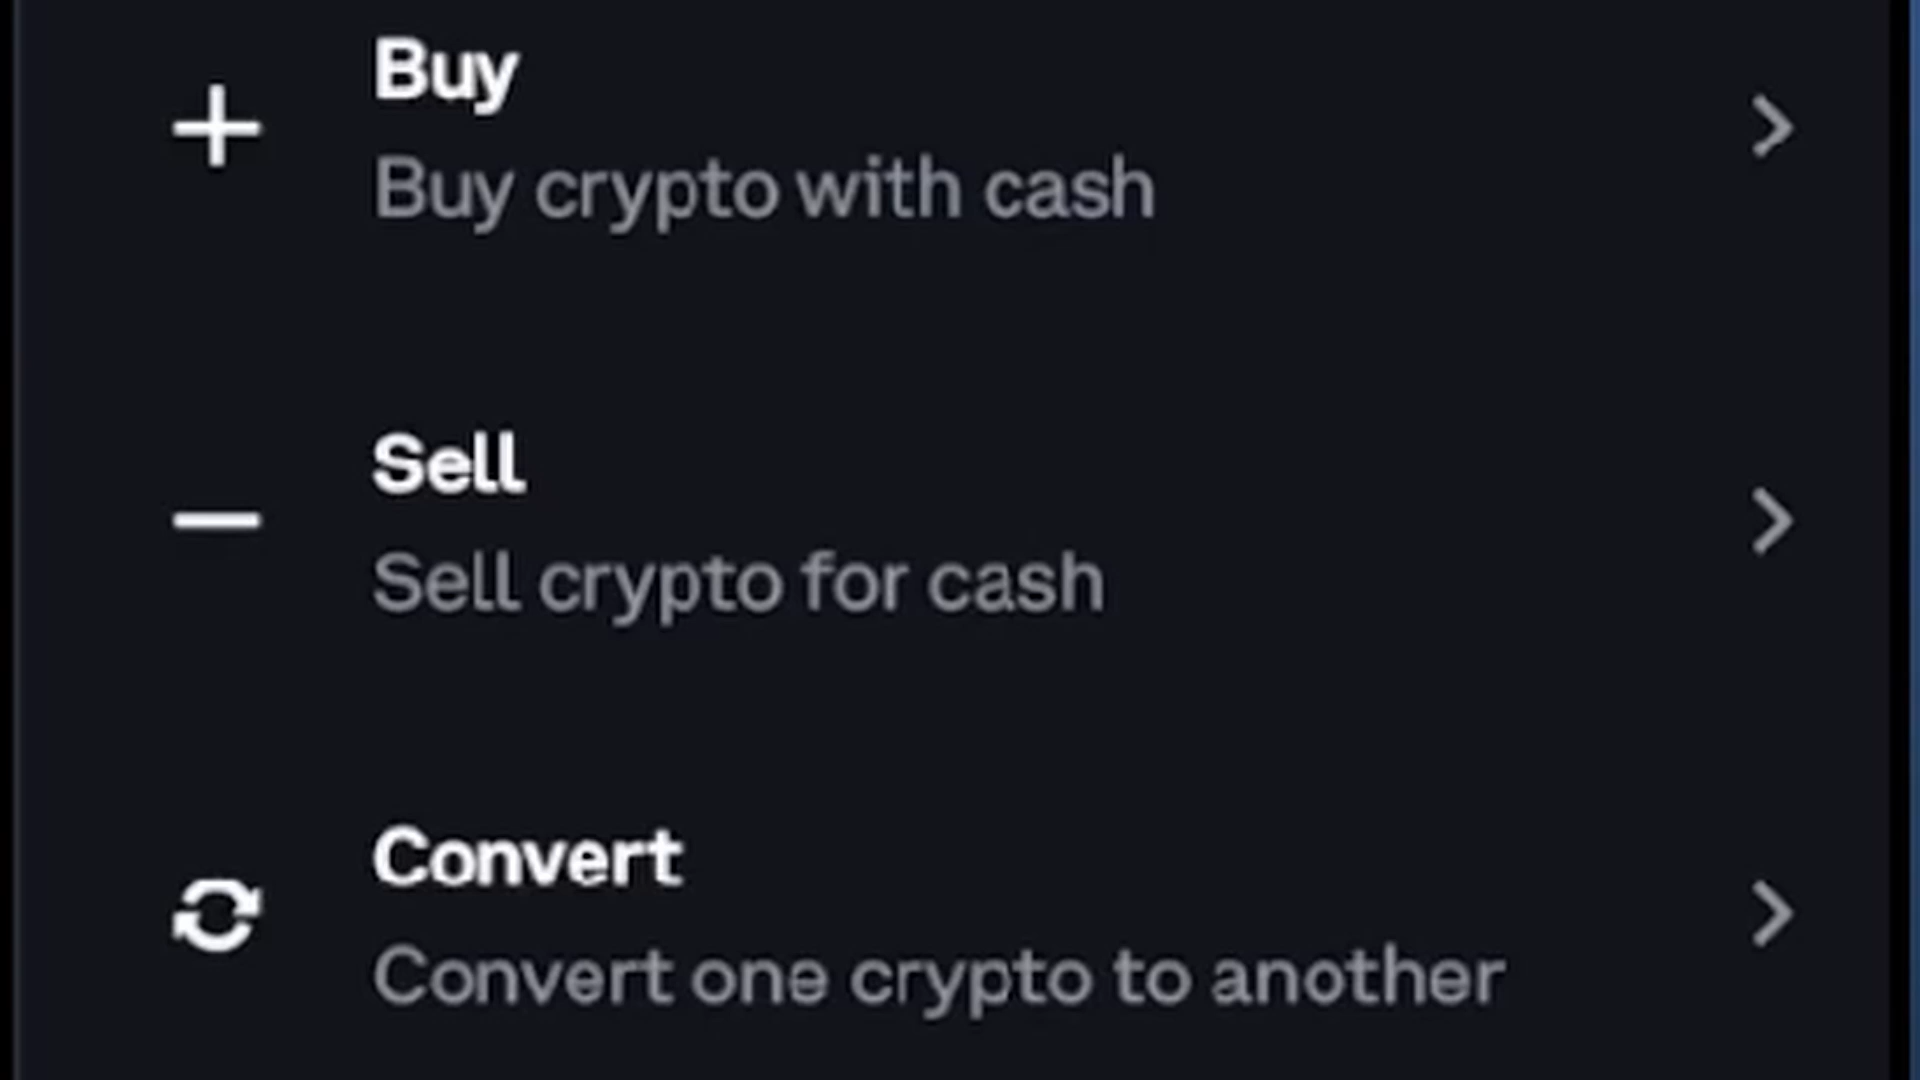 Buy
Buy crypto with cash
Sell
Sell crypto for cash
Convert
Convert one crypto to another